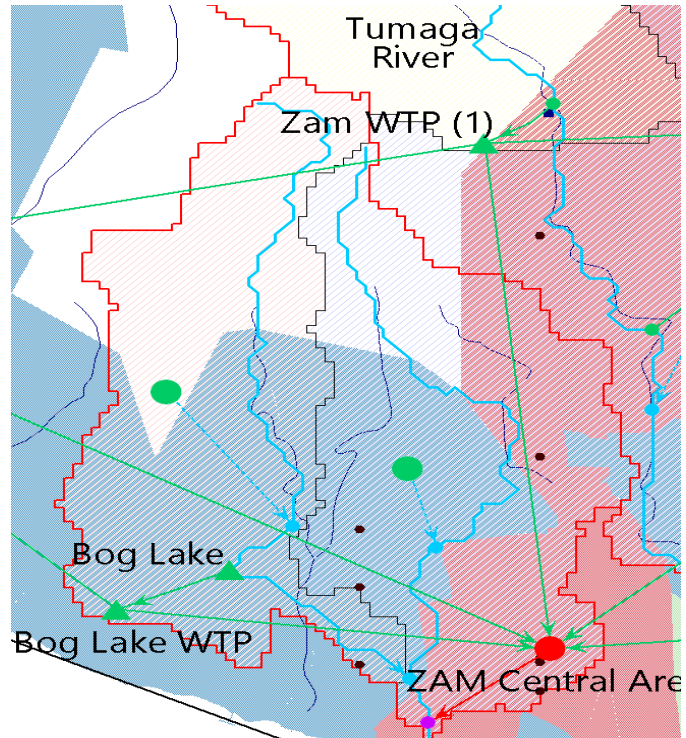 Tumaga
River
Zam WTP (1)
Bog Lake
Bog Lake WTP
ZAM Central Are